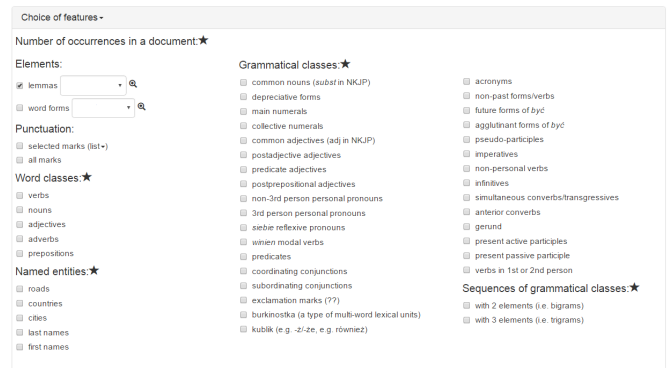 Choice of features
Number of occurrences in a document:★
Elements:
lemmas
word forms
Punctuation:
selected marks (list)
all marks
Word classes:★
verbs
nouns
adjectives
adverbs
prepositions
Named entities:★
roads
countries
cities
last names
first names
Grammatical classes:★
common nouns (subst in NKJP)
depreciative forms
main numerals
collective numerals
common adjectives (adj in NKJP)
postadjective adjectives
predicate adjectives
postprepositional adjectives
non-3rd person personal pronouns
3rd person personal pronouns
siebie reflexive pronouns
winien modal verbs
predicates
coordinating conjunctions
subordinating conjunctions
exclamation marks (??)
burkinostka (a type of multi-word lexical units)
kublik (e.g. -ż/-że, e.g. również)
acronyms
non-past forms/verbs
future forms of być
agglutinant forms of być
pseudo-participles
imperatives
non-personal verbs
infinitives
simultaneous converbs/transgressives
anterior converbs
gerund
present active participles
present passive participle
verbs in 1st or 2nd person
Sequences of grammatical classes:★
with 2 elements (i.e. bigrams)
with 3 elements (i.e. trigrams)